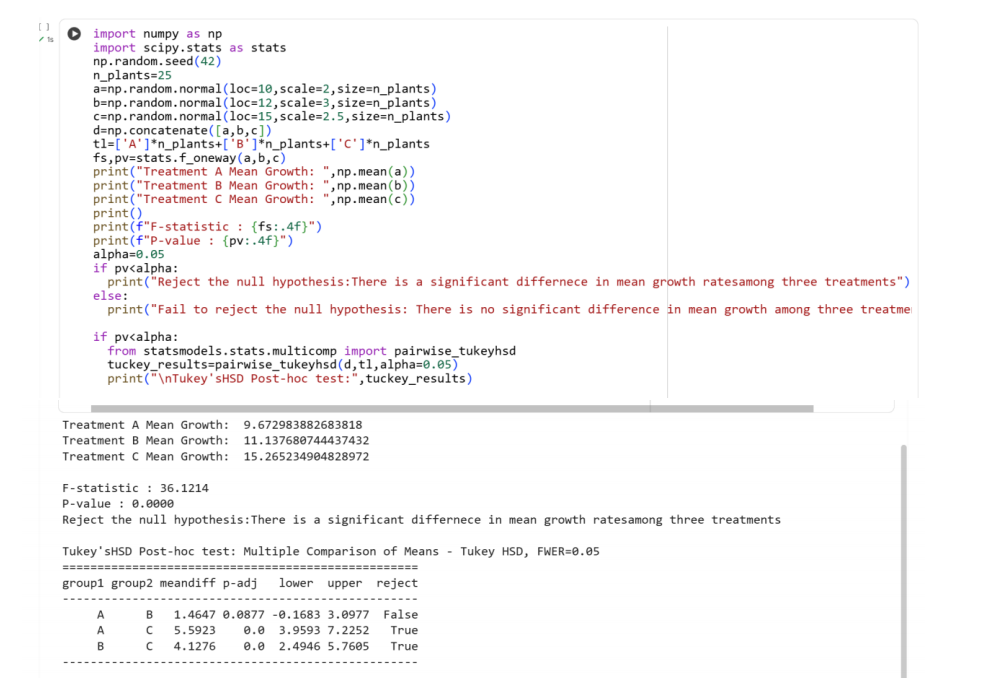 [ ]
✓ 1s
import numpy as np
import scipy.stats as stats
np.random.seed(42)
n_plants=25
a=np.random.normal(loc=10,scale=2,size=n_plants)
b=np.random.normal(loc=12,scale=3,size=n_plants)
c=np.random.normal(loc=15,scale=2.5,size=n_plants)
d=np.concatenate([a,b,c])
tl=['A']*n_plants+['B']*n_plants+['C']*n_plants
fs,pv=stats.f_oneway(a,b,c)
print("Treatment A Mean Growth: ",np.mean(a))
print("Treatment B Mean Growth: ",np.mean(b))
print("Treatment C Mean Growth: ",np.mean(c))
print()
print(f"F-statistic : {fs:.4f}")
print(f"P-value : {pv:.4f}")
alpha=0.05
if pv<alpha:
  print("Reject the null hypothesis:There is a significant differnece in mean growth ratesamong three treatments")
else:
  print("Fail to reject the null hypothesis: There is no significant difference in mean growth among three treatme
if pv<alpha:
  from statsmodels.stats.multicomp import pairwise_tukeyhsd
  tuckey_results=pairwise_tukeyhsd(d,tl,alpha=0.05)
  print("\nTukey'sHSD Post-hoc test:",tuckey_results)
Treatment A Mean Growth:  9.672983882683818
Treatment B Mean Growth:  11.137680744437432
Treatment C Mean Growth:  15.265234904828972
F-statistic : 36.1214
P-value : 0.0000
Reject the null hypothesis:There is a significant differnece in mean growth ratesamong three treatments
Tukey'sHSD Post-hoc test: Multiple Comparison of Means - Tukey HSD, FWER=0.05
===================================================
group1 group2 meandiff p-adj   lower  upper  reject
---------------------------------------------------
     A      B   1.4647 0.0877 -0.1683 3.0977  False
     A      C   5.5923    0.0  3.9593 7.2252   True
     B      C   4.1276    0.0  2.4946 5.7605   True
---------------------------------------------------